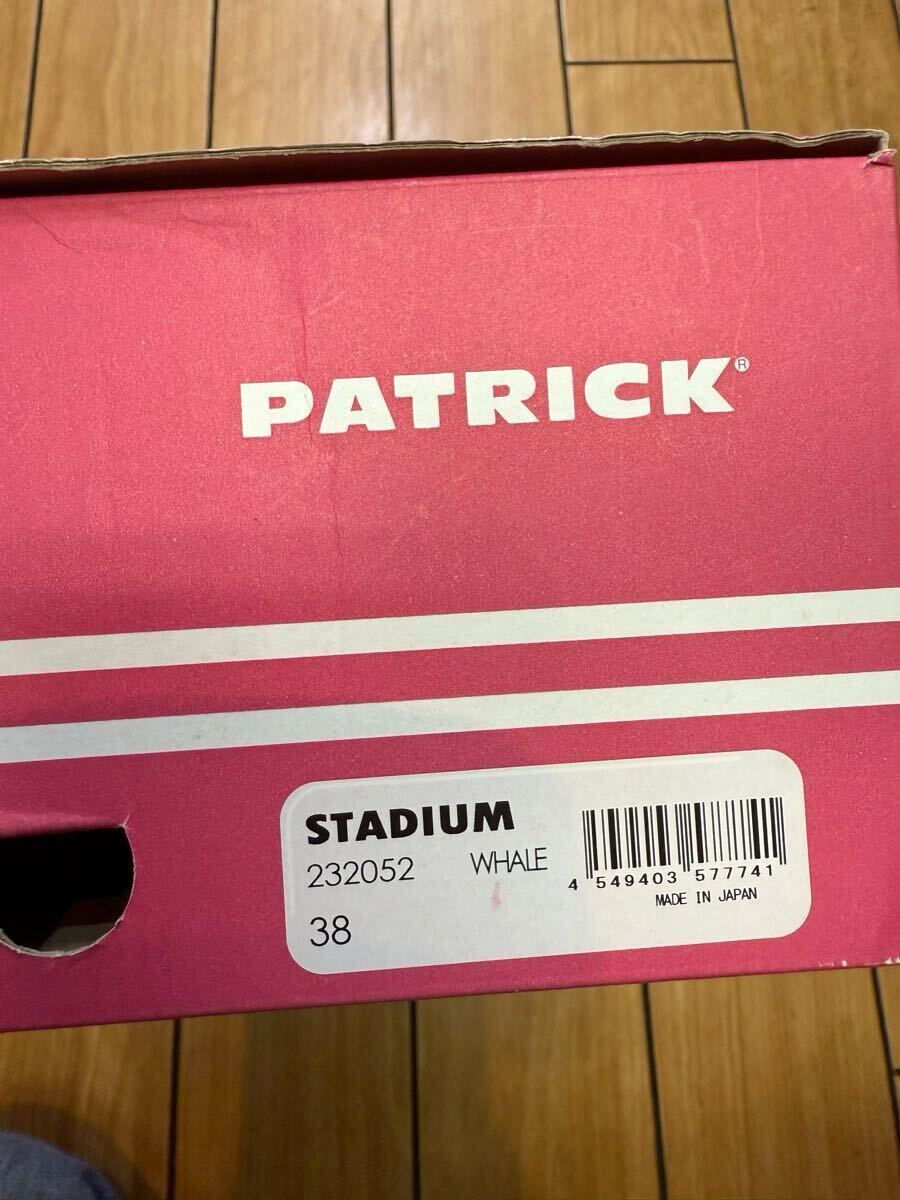 PATRICK®
STADIUM
232052 WHALE
38
4 549403 577741
MADE IN JAPAN